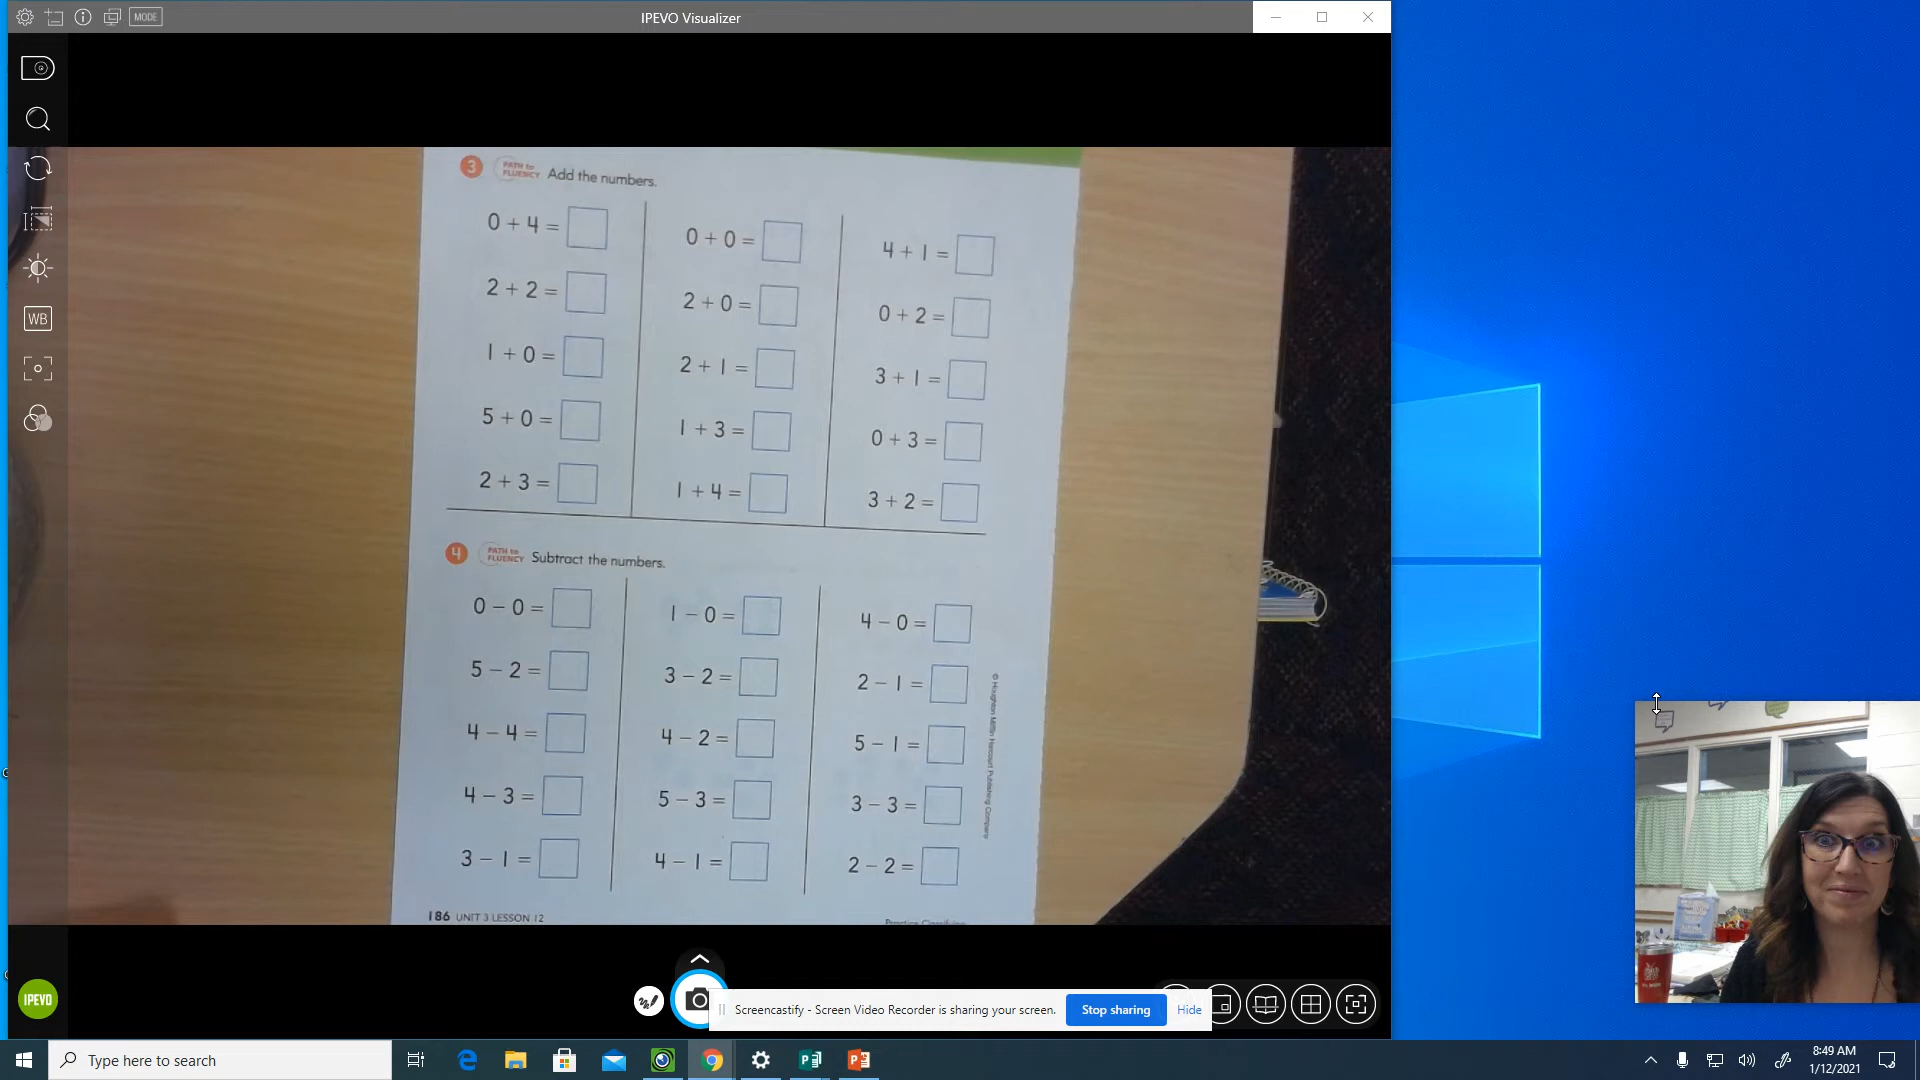 MODE
IPEVO Visualizer
WB
3 PATH to FLUENCY Add the numbers.
0 + 4 =
2 + 2 =
1 + 0 =
5 + 0 =
2 + 3 =
0 + 0 =
2 + 0 =
2 + 1 =
1 + 3 =
1 + 4 =
4 + 1 =
0 + 2 =
3 + 1 =
0 + 3 =
3 + 2 =
4 PATH to FLUENCY Subtract the numbers.
0 − 0 =
5 − 2 =
4 − 4 =
4 − 3 =
3 − 1 =
1 − 0 =
3 − 2 =
4 − 2 =
5 − 3 =
4 − 1 =
4 − 0 =
2 − 1 =
5 − 1 =
3 − 3 =
2 − 2 =
© Houghton Mifflin Harcourt Publishing Company
186 UNIT 3 LESSON 12
IPEVO
Screencastify - Screen Video Recorder is sharing your screen.
Stop sharing
Hide
Type here to search
8:49 AM
1/12/2021